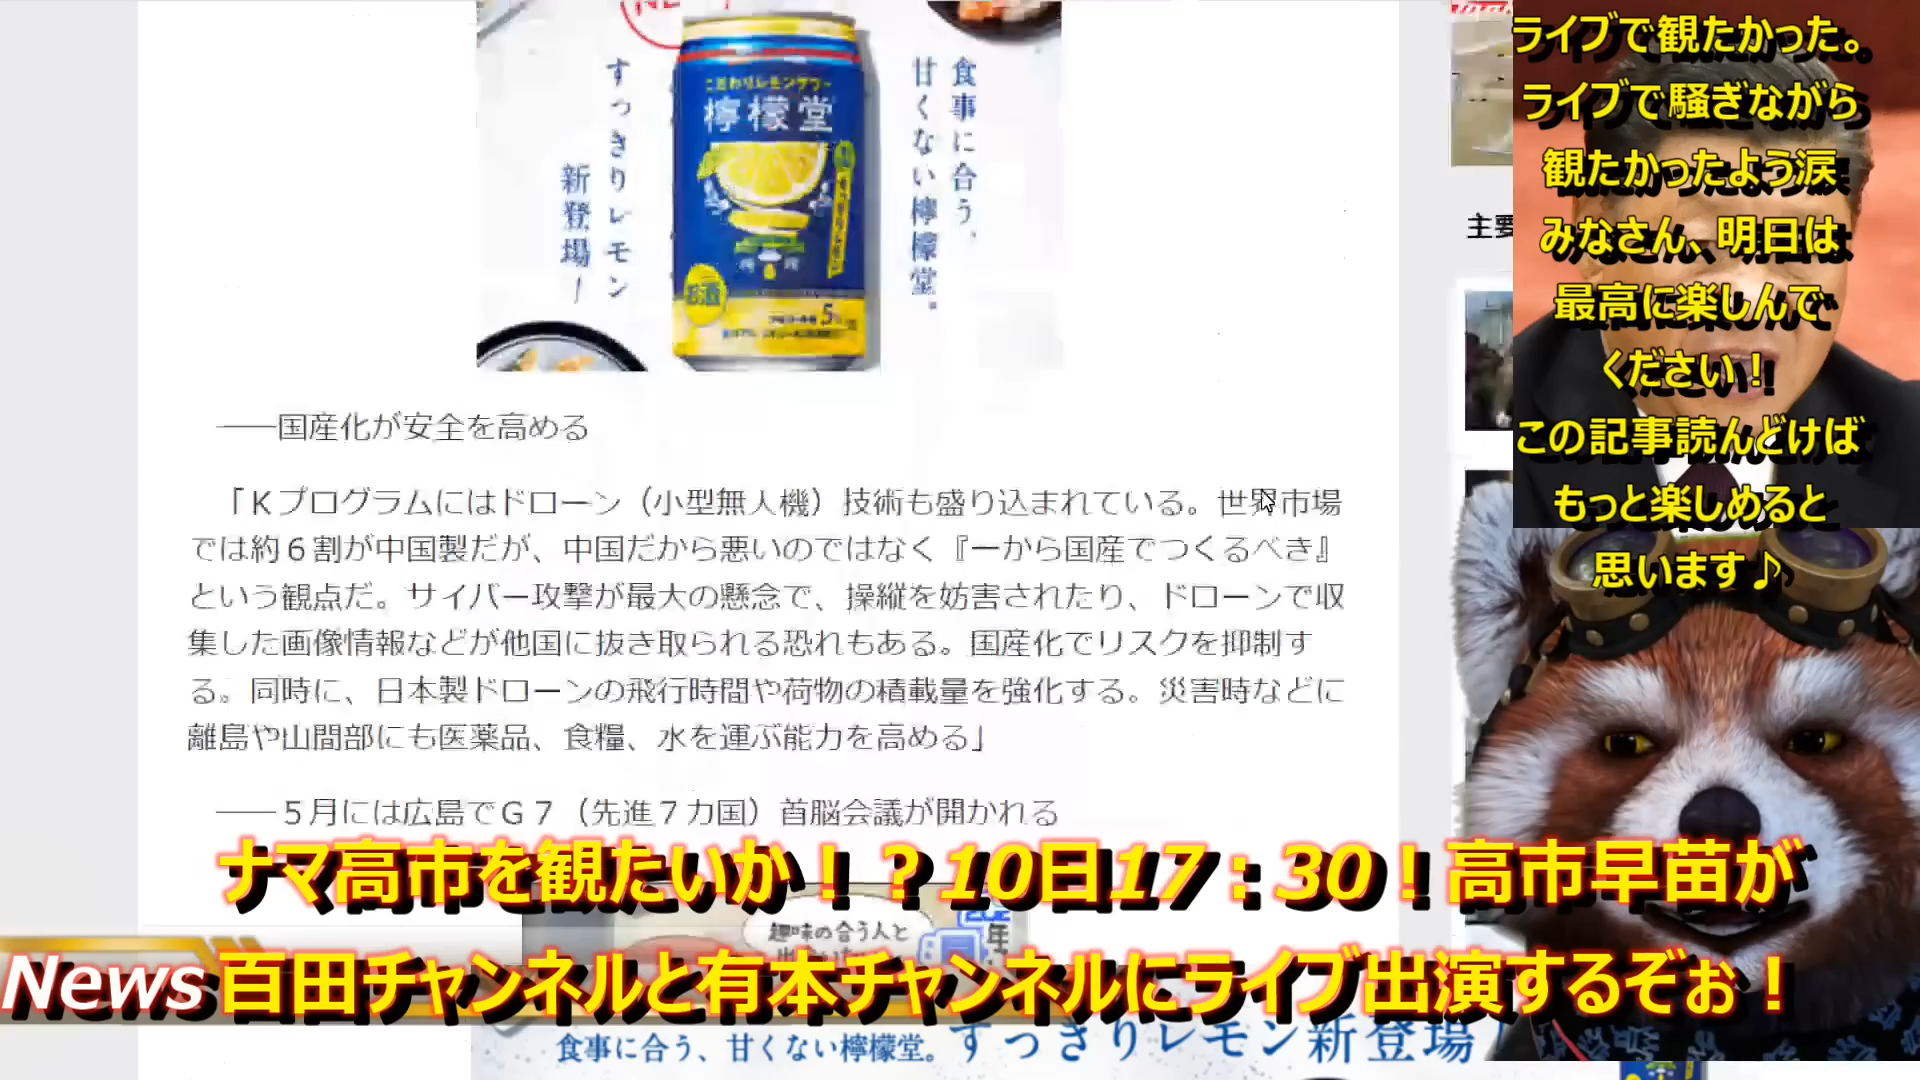 食事に合う、
甘くない檸檬堂。
すっきりレモン
新登場！
こだわりレモンサワー
檸檬堂
お酒
5%
――国産化が安全を高める
「Ｋプログラムにはドローン（小型無人機）技術も盛り込まれている。世界市場
では約６割が中国製だが、中国だから悪いのではなく『一から国産でつくるべき』
という観点だ。サイバー攻撃が最大の懸念で、操縦を妨害されたり、ドローンで収
集した画像情報などが他国に抜き取られる恐れもある。国産化でリスクを抑制す
る。同時に、日本製ドローンの飛行時間や荷物の積載量を強化する。災害時などに
離島や山間部にも医薬品、食糧、水を運ぶ能力を高める」
――５月には広島でＧ７（先進７カ国）首脳会議が開かれる
主要
ライブで観たかった。
ライブで騒ぎながら
観たかったよう涙
みなさん、明日は
最高に楽しんで
ください！
この記事読んどけば
もっと楽しめると
思います♪
ナマ高市を観たいか！？10日17：30！高市早苗が
趣味の合う人と
News 百田チャンネルと有本チャンネルにライブ出演するぞぉ！
食事に合う、甘くない檸檬堂。すっきりレモン新登場！